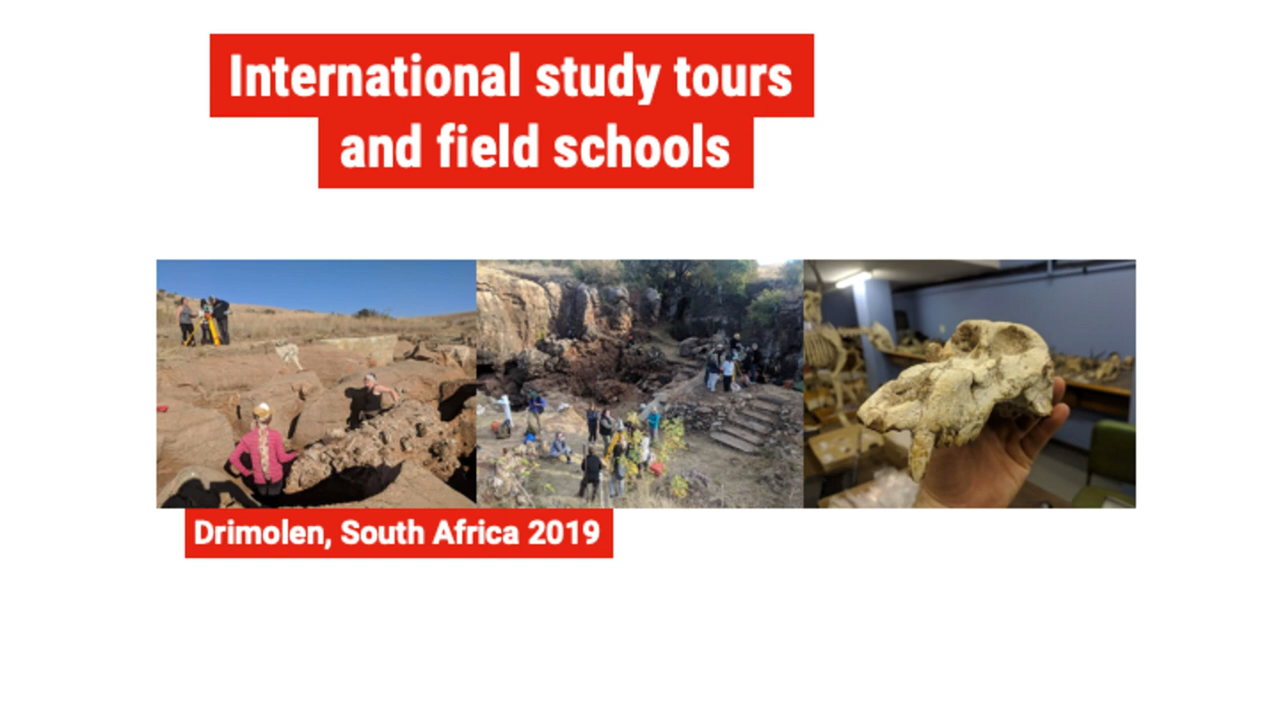 International study tours
and field schools
Drimolen, South Africa 2019